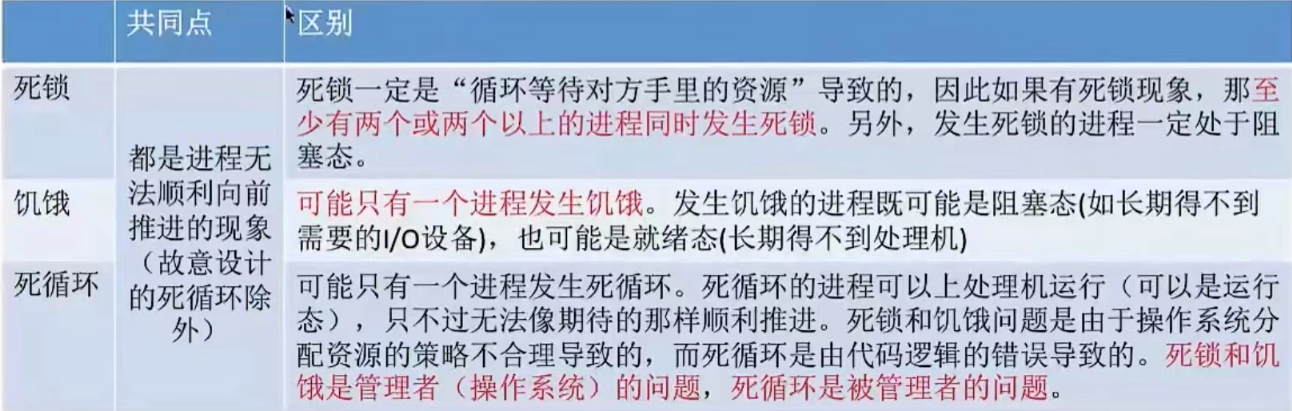 共同点
区别
死锁
死锁一定是“循环等待对方手里的资源”导致的，因此如果有死锁现象，那至
少有两个或两个以上的进程同时发生死锁。另外，发生死锁的进程一定处于阻
塞态。
都是进程无
法顺利向前
推进的现象
（故意设计
的死循环除
外）
饥饿
可能只有一个进程发生饥饿。发生饥饿的进程既可能是阻塞态(如长期得不到
需要的I/O设备)，也可能是就绪态(长期得不到处理机)
死循环
可能只有一个进程发生死循环。死循环的进程可以上处理机运行（可以是运行
态），只不过无法像期待的那样顺利推进。死锁和饥饿问题是由于操作系统分
配资源的策略不合理导致的，而死循环是由代码逻辑的错误导致的。死锁和饥
饿是管理者（操作系统）的问题，死循环是被管理者的问题。